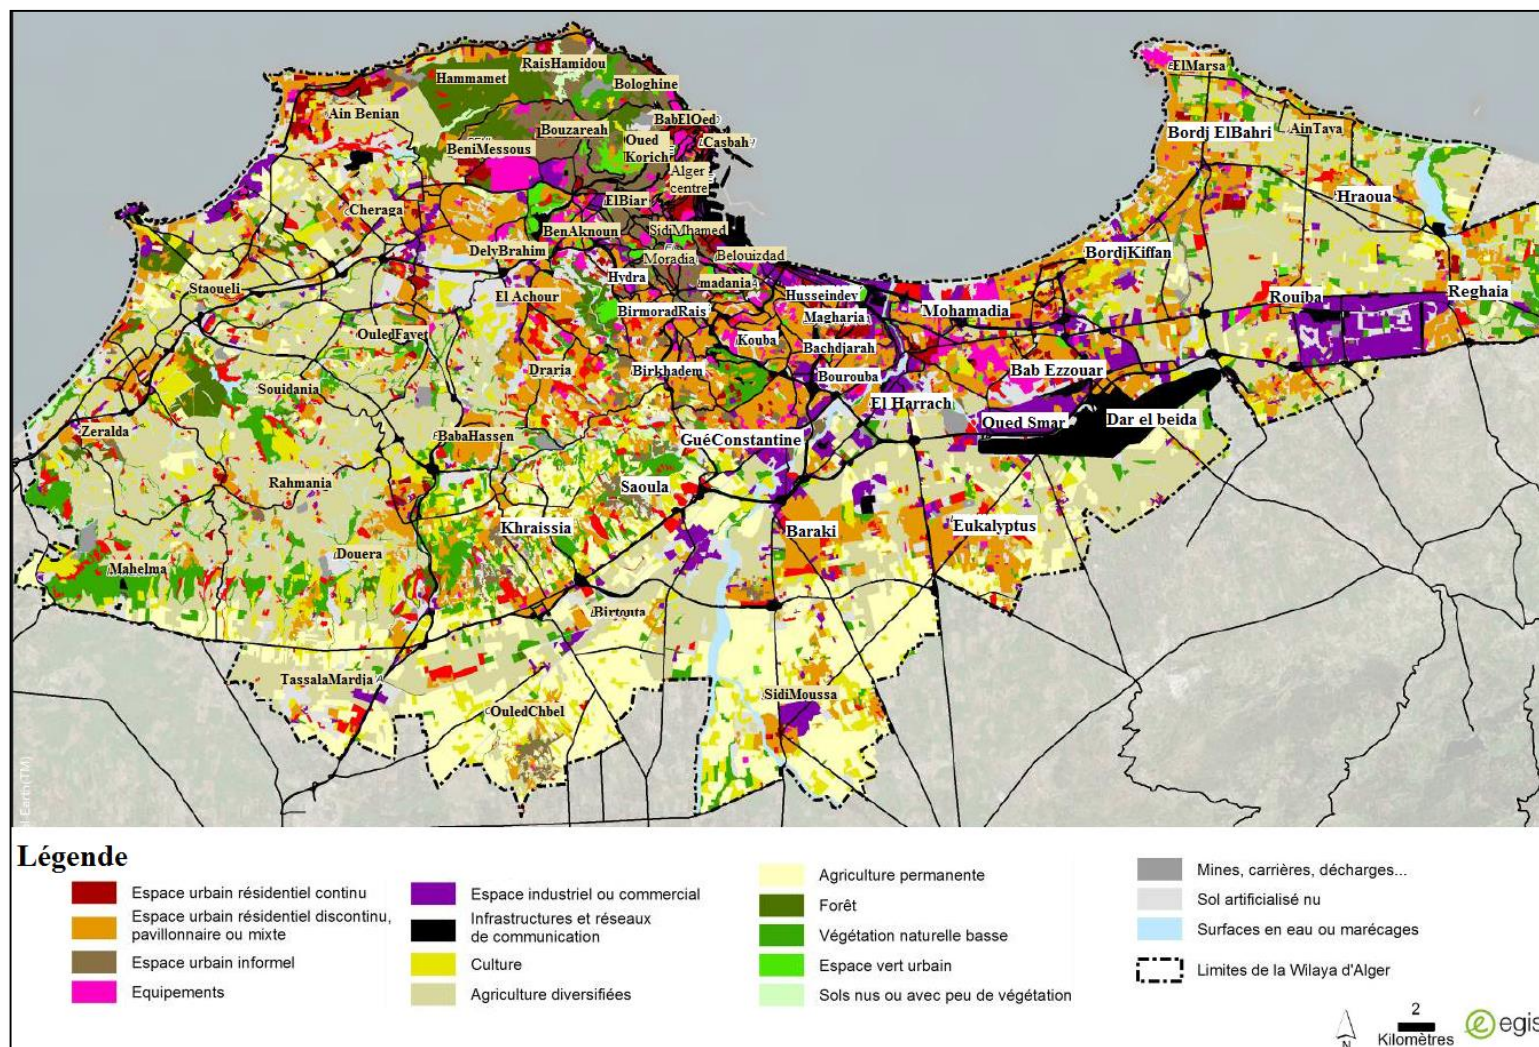 ElMarsa
RaisHamidou
Hammamet
Bologhine
Ain Benian
BabElOed
Bordj ElBahri
AinTaya
Bouzareah
Oued
Korich
Casbah
BeniMessous
Alger
centre
Hraoua
ElBiar
Cheraga
BenAknoun
SidiMhamed
DelyBrahim
Moradia
Belouizdad
BordjKiffan
Staoueli
Hydra
madania
El Achour
Husseindey
Rouiba
Reghaia
BirmoradRais
Magharia
Mohamadia
OuledFayet
Kouba
Bachdjarah
Draria
Birkhadem
Bourouba
Bab Ezzouar
Souidania
El Harrach
Zeralda
BabaHassen
GuéConstantine
Oued Smar
Dar el beida
Rahmania
Saoula
Khraissia
Baraki
Eukalyptus
Douera
Mahelma
Birtouta
TassalaMardja
SidiMoussa
OuledChbel
Earth(TM)
Légende
Espace urbain résidentiel continu
Espace urbain résidentiel discontinu,
pavillonnaire ou mixte
Espace urbain informel
Equipements
Espace industriel ou commercial
Infrastructures et réseaux
de communication
Culture
Agriculture diversifiées
Agriculture permanente
Forêt
Végétation naturelle basse
Espace vert urbain
Sols nus ou avec peu de végétation
Mines, carrières, décharges...
Sol artificialisé nu
Surfaces en eau ou marécages
Limites de la Wilaya d'Alger
N
2
Kilomètres
egis